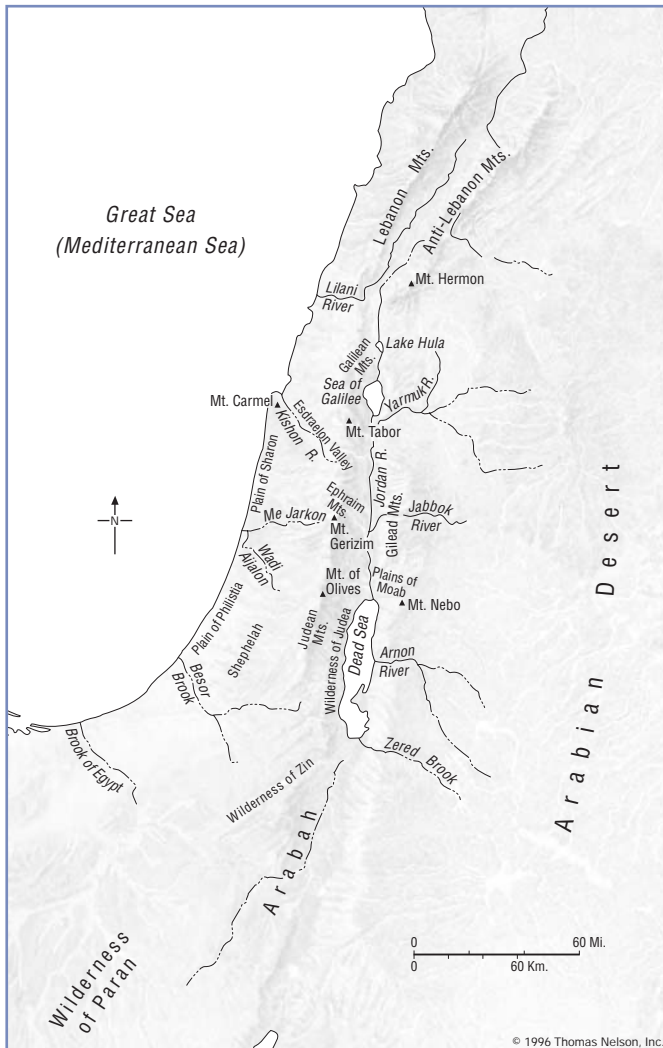 Great Sea
(Mediterranean Sea)
Lebanon Mts.
Anti-Lebanon Mts.
Mt. Hermon
Lilani
River
Lake Hula
Galilean
Mts.
Sea of
Galilee
Yarmuk R.
Mt. Carmel
Kishon R.
Esdraelon Valley
Mt. Tabor
Plain of Sharon
Jordan R.
Ephraim
Mts.
Gilead Mts.
Jabbok
River
Me Jarkon
Mt.
Gerizim
N
Wadi
Aijalon
Mt. of
Olives
Plains of
Moab
Mt. Nebo
Plain of Philistia
Shephelah
Judean
Mts.
Wilderness of Judea
Dead Sea
Arnon
River
Besor
Brook
Brook of Egypt
Zered Brook
Wilderness of Zin
Arabah
Arabian Desert
Wilderness
of Paran
0 60 Mi.
0 60 Km.
© 1996 Thomas Nelson, Inc.